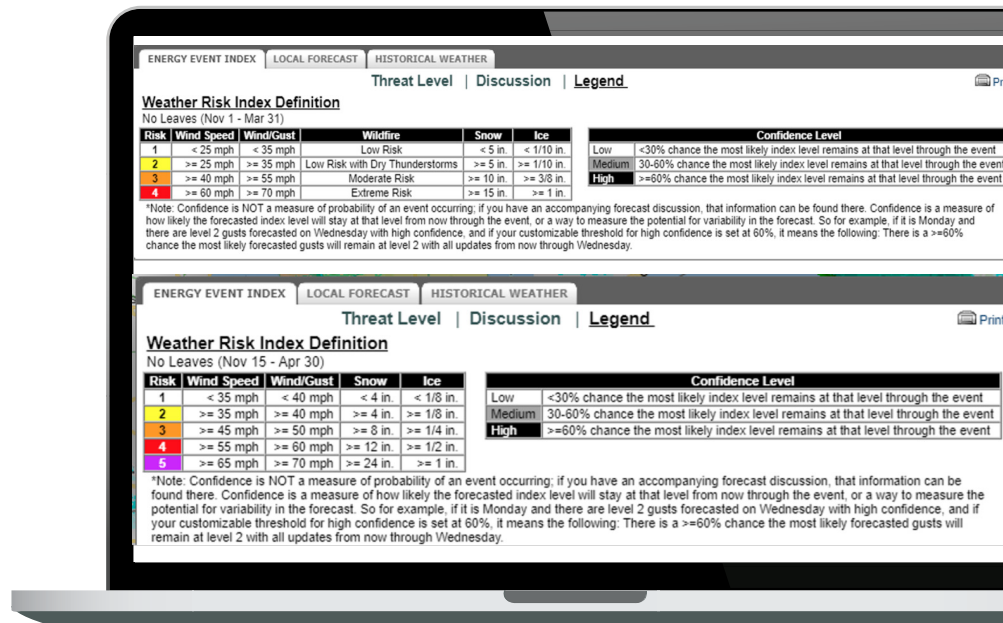 ENERGY EVENT INDEX LOCAL FORECAST HISTORICAL WEATHER
Threat Level | Discussion | Legend
Weather Risk Index Definition
No Leaves (Nov 1 - Mar 31)
Risk Wind Speed Wind/Gust Wildfire Snow Ice
1 < 25 mph < 35 mph Low Risk < 5 in. < 1/10 in.
2 >= 25 mph >= 35 mph Low Risk with Dry Thunderstorms >= 5 in. >= 1/10 in.
3 >= 40 mph >= 55 mph Moderate Risk >= 10 in. >= 3/8 in.
4 >= 60 mph >= 70 mph Extreme Risk >= 15 in. >= 1 in.
Confidence Level
Low <30% chance the most likely index level remains at that level through the event
Medium 30-60% chance the most likely index level remains at that level through the event
High >=60% chance the most likely index level remains at that level through the event
*Note: Confidence is NOT a measure of probability of an event occurring; if you have an accompanying forecast discussion, that information can be found there. Confidence is a measure of
how likely the forecasted index level will stay at that level from now through the event, or a way to measure the potential for variability in the forecast. So for example, if it is Monday and
there are level 2 gusts forecasted on Wednesday with high confidence, and if your customizable threshold for high confidence is set at 60%, it means the following: There is a >=60%
chance the most likely forecasted gusts will remain at level 2 with all updates from now through Wednesday.
ENERGY EVENT INDEX LOCAL FORECAST HISTORICAL WEATHER
Threat Level | Discussion | Legend
Print
Weather Risk Index Definition
No Leaves (Nov 15 - Apr 30)
Risk Wind Speed Wind/Gust Snow Ice
1 < 35 mph < 40 mph < 4 in. < 1/8 in.
2 >= 35 mph >= 40 mph >= 4 in. >= 1/8 in.
3 >= 45 mph >= 50 mph >= 8 in. >= 1/4 in.
4 >= 55 mph >= 60 mph >= 12 in. >= 1/2 in.
5 >= 65 mph >= 70 mph >= 24 in. >= 1 in.
Confidence Level
Low <30% chance the most likely index level remains at that level through the event
Medium 30-60% chance the most likely index level remains at that level through the event
High >=60% chance the most likely index level remains at that level through the event
*Note: Confidence is NOT a measure of probability of an event occurring; if you have an accompanying forecast discussion, that information can be
found there. Confidence is a measure of how likely the forecasted index level will stay at that level from now through the event, or a way to measure the
potential for variability in the forecast. So for example, if it is Monday and there are level 2 gusts forecasted on Wednesday with high confidence, and if
your customizable threshold for high confidence is set at 60%, it means the following: There is a >=60% chance the most likely forecasted gusts will
remain at level 2 with all updates from now through Wednesday.